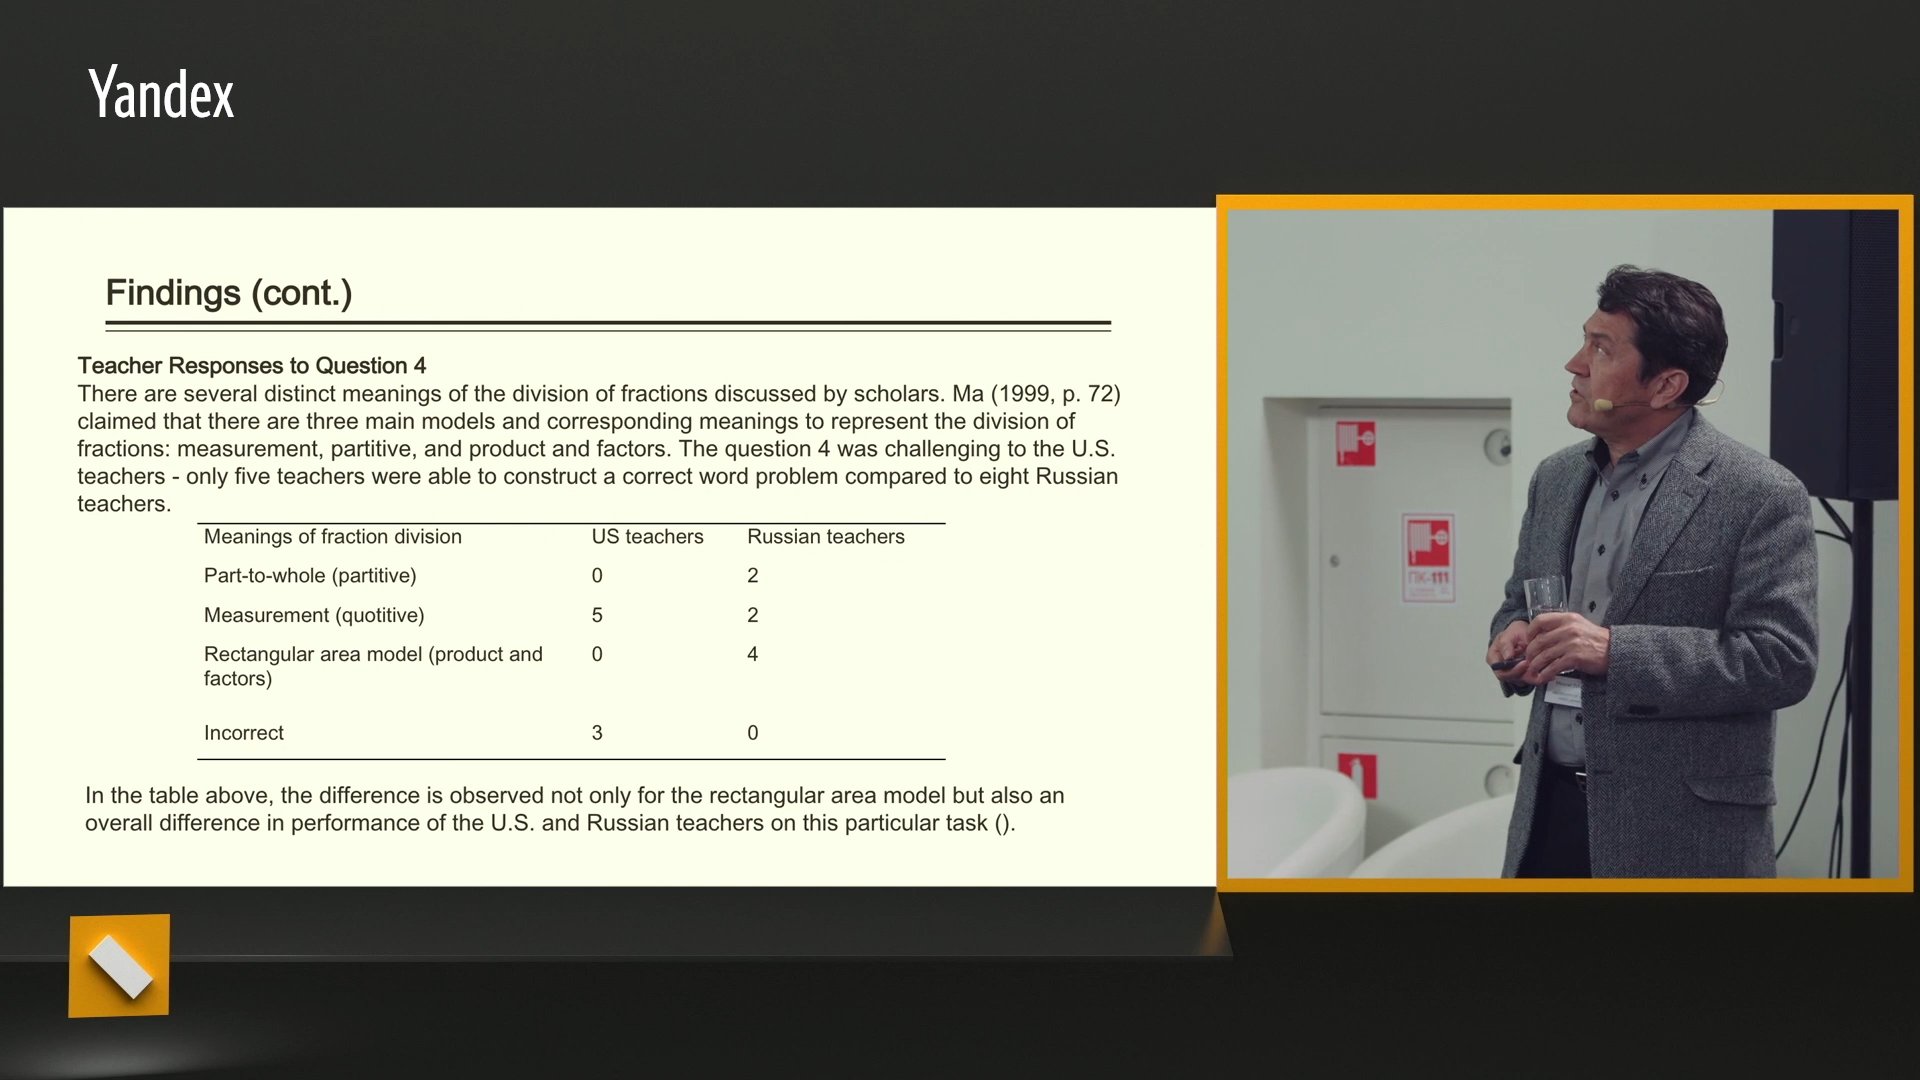 Yandex
Findings (cont.)
Teacher Responses to Question 4
There are several distinct meanings of the division of fractions discussed by scholars. Ma (1999, p. 72)
claimed that there are three main models and corresponding meanings to represent the division of
fractions: measurement, partitive, and product and factors. The question 4 was challenging to the U.S.
teachers - only five teachers were able to construct a correct word problem compared to eight Russian
teachers.
Meanings of fraction division US teachers Russian teachers
Part-to-whole (partitive) 0 2
Measurement (quotitive) 5 2
Rectangular area model (product and 0 4
factors)
Incorrect 3 0
In the table above, the difference is observed not only for the rectangular area model but also an
overall difference in performance of the U.S. and Russian teachers on this particular task ().
ПК-111